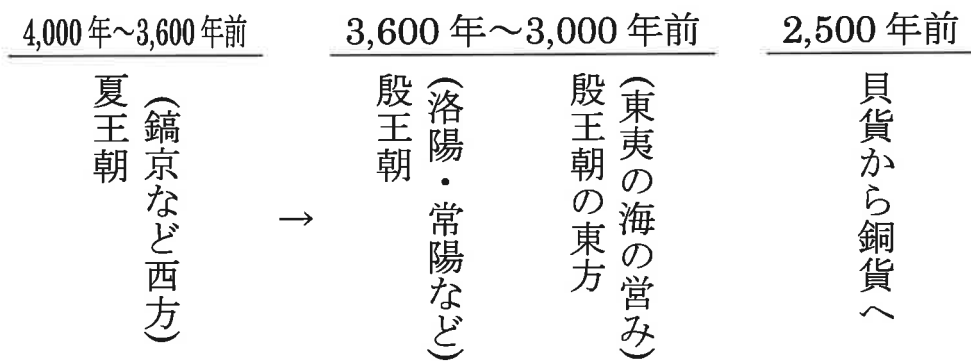 4,000年～3,600年前
夏王朝
（鎬京など西方）
→
3,600年～3,000年前
殷王朝
（洛陽・常陽など）
殷王朝の東方
（東夷の海の営み）
2,500年前
貝貨から銅貨へ